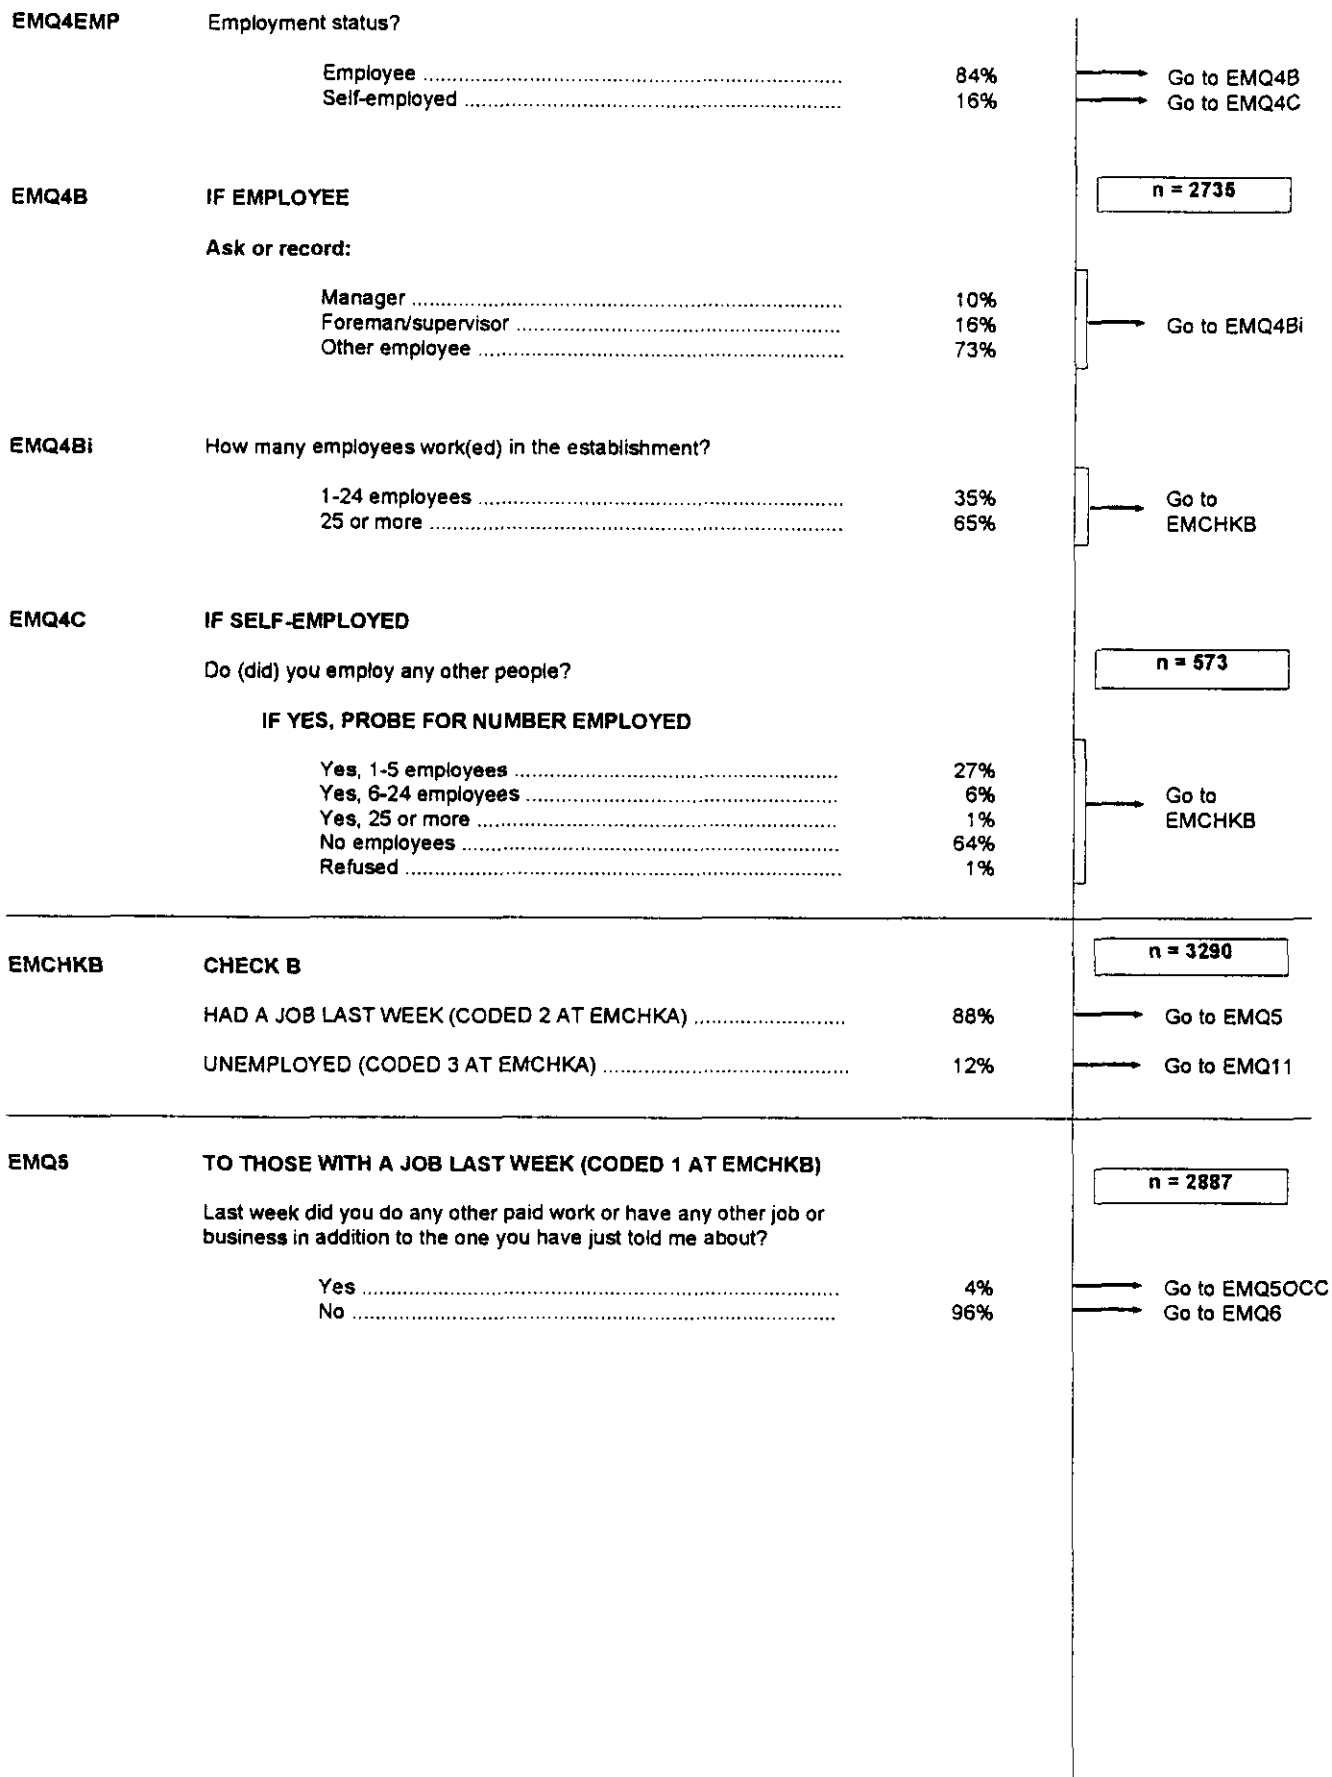 EMQ4EMP Employment status?
Employee ........ 84% Go to EMQ4B
Self-employed ........ 16% Go to EMQ4C
EMQ4B IF EMPLOYEE n = 2735
Ask or record:
Manager ........ 10%
Foreman/supervisor ........ 16% Go to EMQ4Bi
Other employee ........ 73%
EMQ4Bi How many employees work(ed) in the establishment?
1-24 employees ........ 35% Go to
25 or more ........ 65% EMCHKB
EMQ4C IF SELF-EMPLOYED
Do (did) you employ any other people? n = 573
IF YES, PROBE FOR NUMBER EMPLOYED
Yes, 1-5 employees ........ 27%
Yes, 6-24 employees ........ 6% Go to
Yes, 25 or more ........ 1% EMCHKB
No employees ........ 64%
Refused ........ 1%
n = 3290
EMCHKB CHECK B
HAD A JOB LAST WEEK (CODED 2 AT EMCHKA) ........ 88% Go to EMQ5
UNEMPLOYED (CODED 3 AT EMCHKA) ........ 12% Go to EMQ11
EMQ5 TO THOSE WITH A JOB LAST WEEK (CODED 1 AT EMCHKB)
n = 2887
Last week did you do any other paid work or have any other job or
business in addition to the one you have just told me about?
Yes ........ 4% Go to EMQ5OCC
No ........ 96% Go to EMQ6